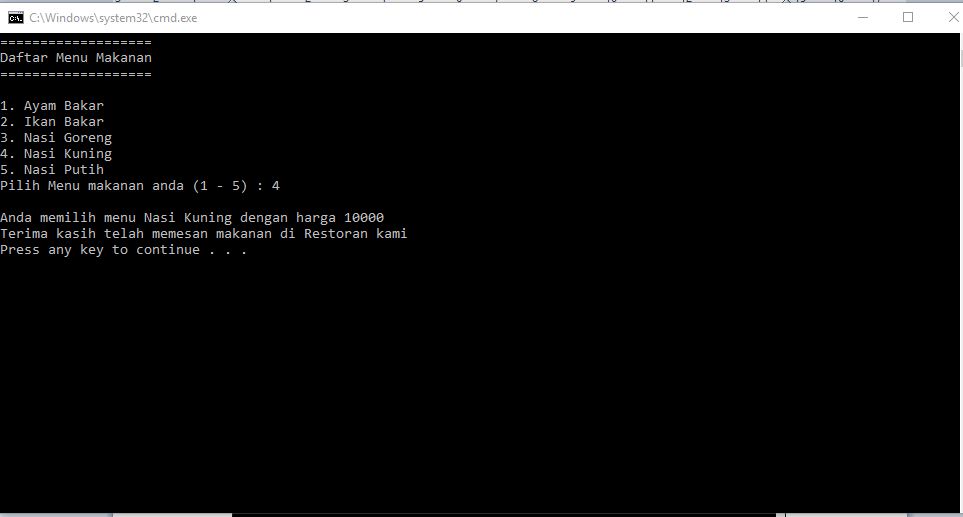 C:\Windows\system32\cmd.exe
===================
Daftar Menu Makanan
===================
1. Ayam Bakar
2. Ikan Bakar
3. Nasi Goreng
4. Nasi Kuning
5. Nasi Putih
Pilih Menu makanan anda (1 - 5) : 4
Anda memilih menu Nasi Kuning dengan harga 10000
Terima kasih telah memesan makanan di Restoran kami
Press any key to continue . . .